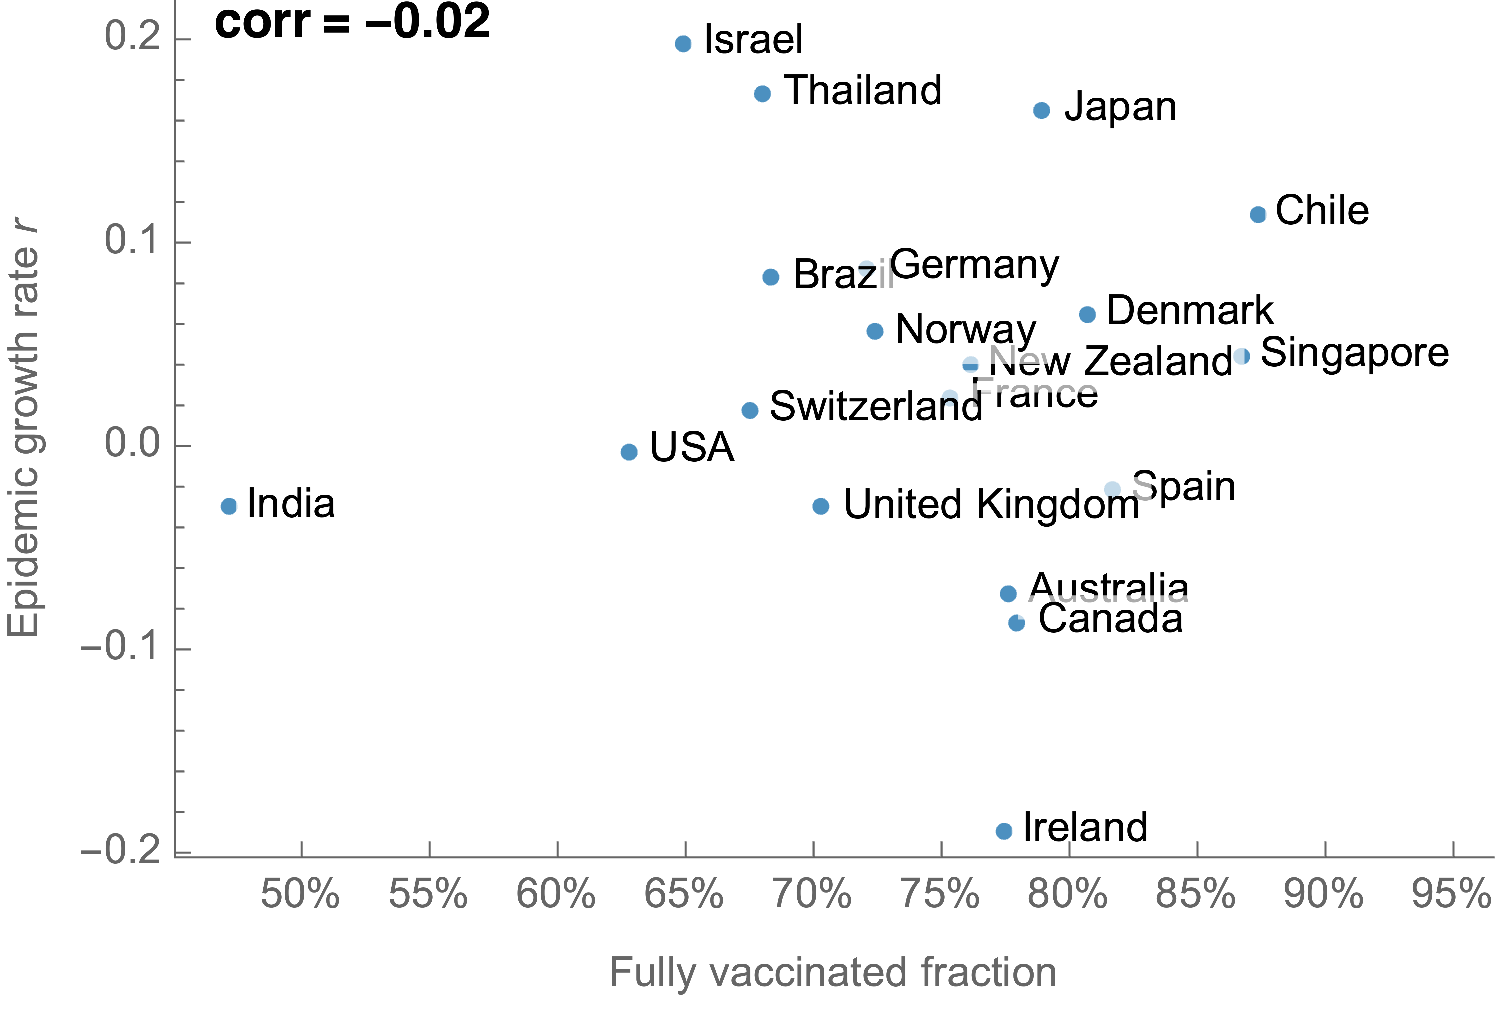 corr = −0.02
0.2
Israel
Thailand
Japan
Chile
0.1
Germany
Brazil
Denmark
Norway
Singapore
New Zealand
France
Switzerland
0.0
USA
Spain
India
United Kingdom
Australia
Canada
−0.1
Ireland
−0.2
Epidemic growth rate r
50% 55% 60% 65% 70% 75% 80% 85% 90% 95%
Fully vaccinated fraction